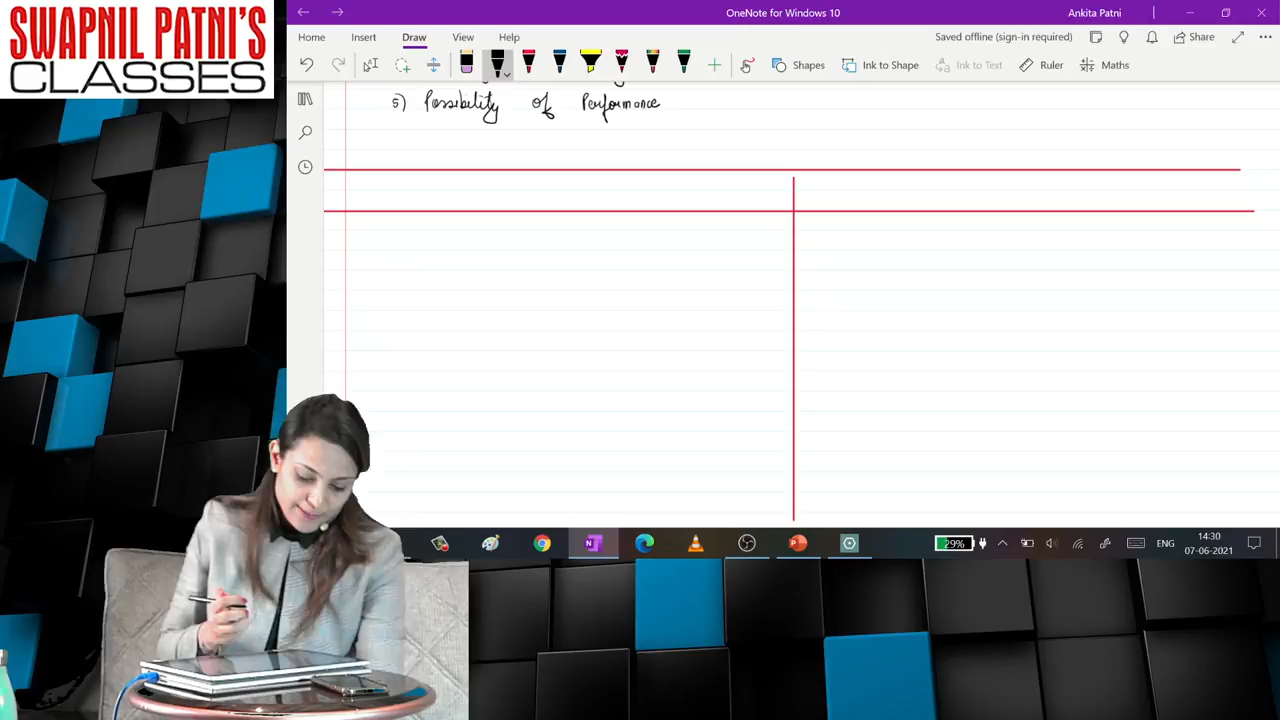 SWAPNIL PATNI'S
CLASSES
OneNote for Windows 10
Ankita Patni
Home Insert Draw View Help
Saved offline (sign-in required)
Share
Shapes
Ink to Shape
Ink to Text
Ruler
Maths
5) Possibility of Performance
29%
ENG
14:30
07-06-2021